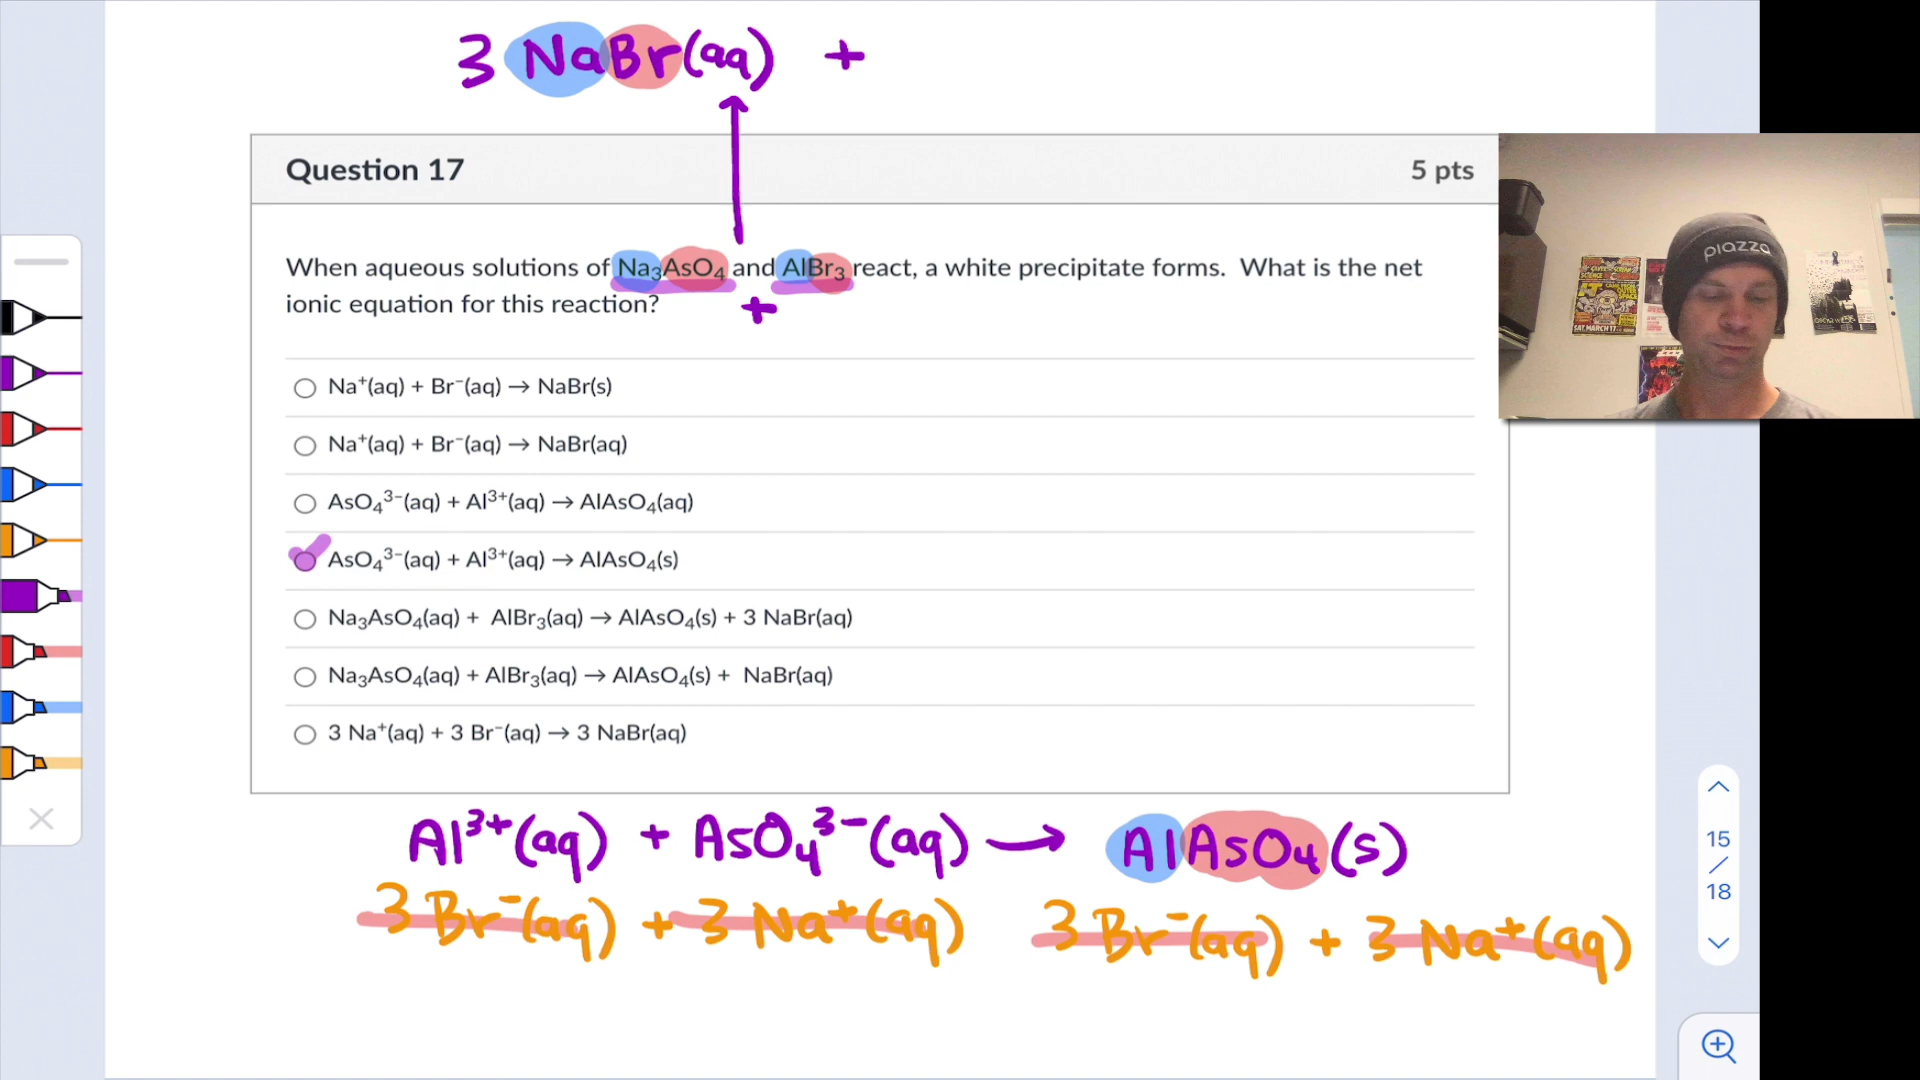 3 NaBr(aq) +
Question 17
5 pts
When aqueous solutions of Na₃AsO₄ and AlBr₃ react, a white precipitate forms. What is the net
+
ionic equation for this reaction?
Na⁺(aq) + Br⁻(aq) → NaBr(s)
Na⁺(aq) + Br⁻(aq) → NaBr(aq)
AsO₄³⁻(aq) + Al³⁺(aq) → AlAsO₄(aq)
AsO₄³⁻(aq) + Al³⁺(aq) → AlAsO₄(s)
Na₃AsO₄(aq) + AlBr₃(aq) → AlAsO₄(s) + 3 NaBr(aq)
Na₃AsO₄(aq) + AlBr₃(aq) → AlAsO₄(s) + NaBr(aq)
3 Na⁺(aq) + 3 Br⁻(aq) → 3 NaBr(aq)
Al³⁺(aq) + AsO₄³⁻(aq) → AlAsO₄(s)
3 Br⁻(aq) + 3 Na⁺(aq) 3 Br⁻(aq) + 3 Na⁺(aq)
piazza
SAT. MARCH 17
15
/
18